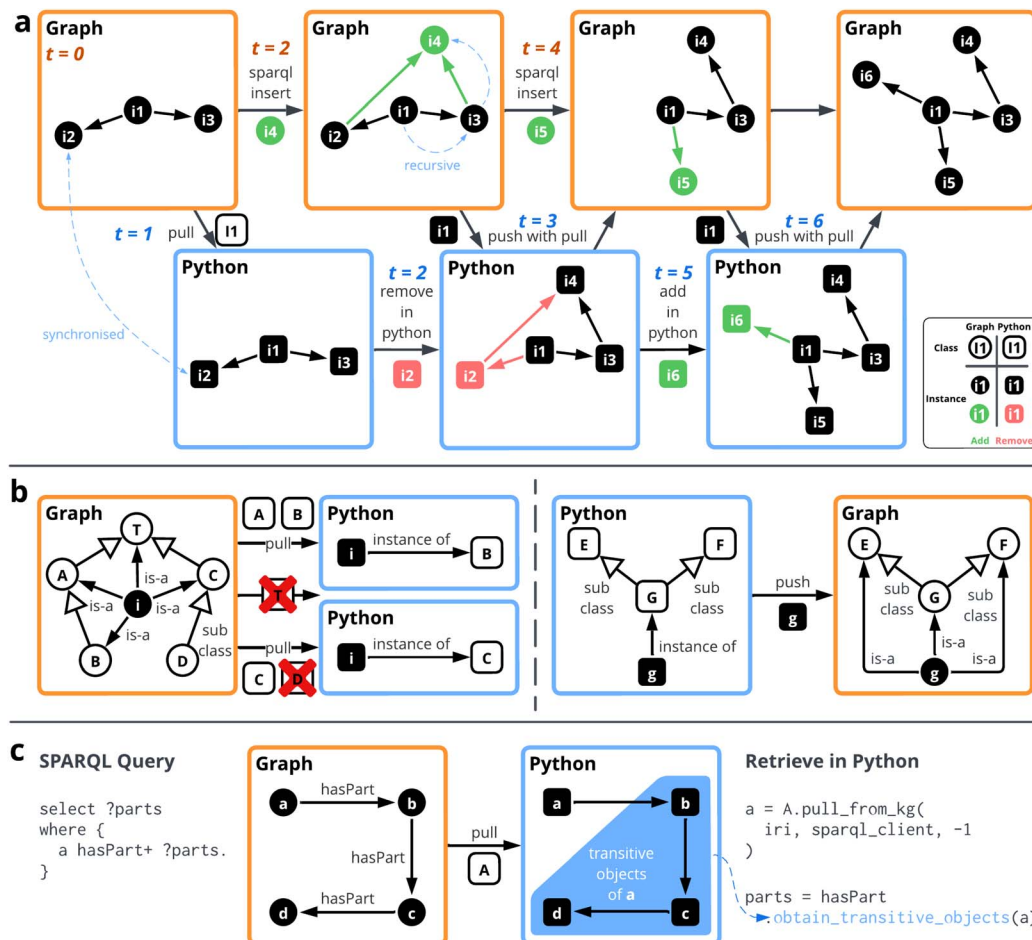 a
Graph
t = 0
i1
i2
i3
t = 2
sparql
insert
i4
Graph
i4
i1
i2
i3
recursive
t = 4
sparql
insert
i5
Graph
i4
i1
i3
i5
Graph
i4
i6
i1
i3
i5
t = 1
pull
I1
synchronised
Python
i1
i2
i3
t = 2
remove
in
python
i2
i1
t = 3
push with pull
Python
i4
i1
i2
i3
t = 5
add
in
python
i6
i1
t = 6
push with pull
Python
i4
i6
i1
i3
i5
Graph Python
Class
I1 I1
Instance
i1 i1
i1 i1
Add Remove
b
Graph
T
A
C
is-a
is-a
is-a
i
is-a
sub
class
B
D
A B
pull
T
pull
C D
Python
i
instance of
B
Python
i
instance of
C
Python
E
F
sub
class
sub
class
G
instance of
g
push
g
Graph
E
F
sub
class
sub
class
G
is-a
is-a
is-a
g
c
SPARQL Query
select ?parts
where {
a hasPart+ ?parts.
}
Graph
a
hasPart
b
hasPart
d
hasPart
c
pull
A
Python
a
b
transitive
objects
of a
d
c
Retrieve in Python
a = A.pull_from_kg(
iri, sparql_client, -1
)
parts = hasPart
.obtain_transitive_objects(a)